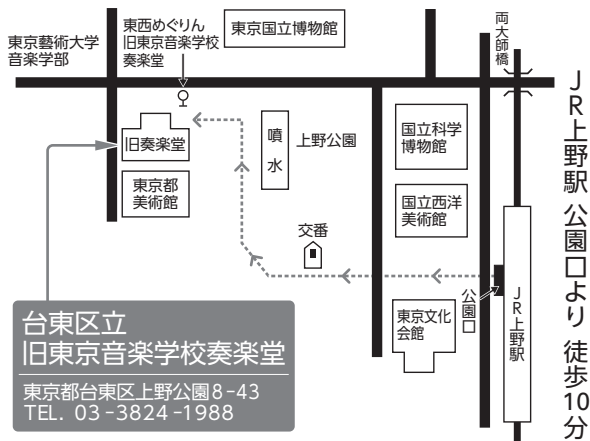 東京藝術大学
音楽学部
東西めぐりん
旧東京音楽学校
奏楽堂
東京国立博物館
両大師橋
旧奏楽堂
東京都
美術館
噴水
上野公園
国立科学
博物館
国立西洋
美術館
交番
東京文化
会館
公園口
JR上野駅
JR上野駅 公園口より 徒歩10分
台東区立
旧東京音楽学校奏楽堂
東京都台東区上野公園8-43
TEL. 03-3824-1988